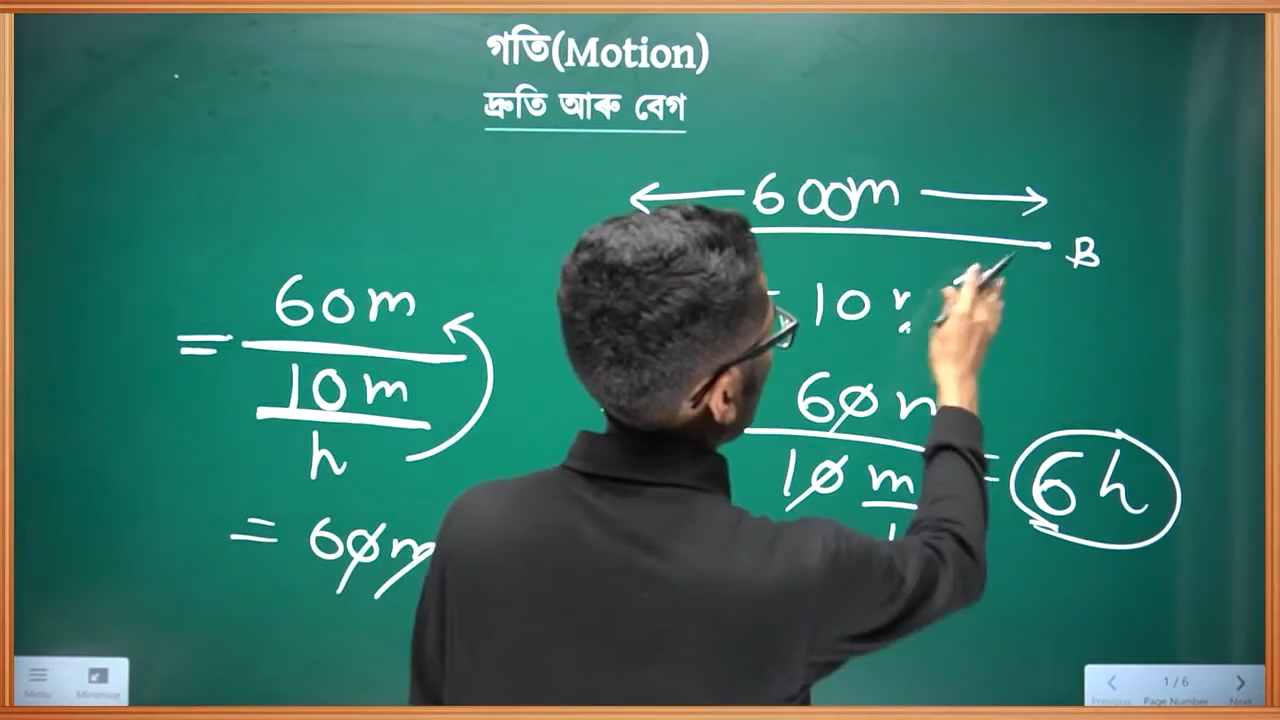 গতি(Motion)
দ্ৰুতি আৰু বেগ
600m
B
= 60m
10m
h
= 60m
10
60
10 m
= 6h
1 / 6
Menu
Minimize
Previous
Page Number
Next